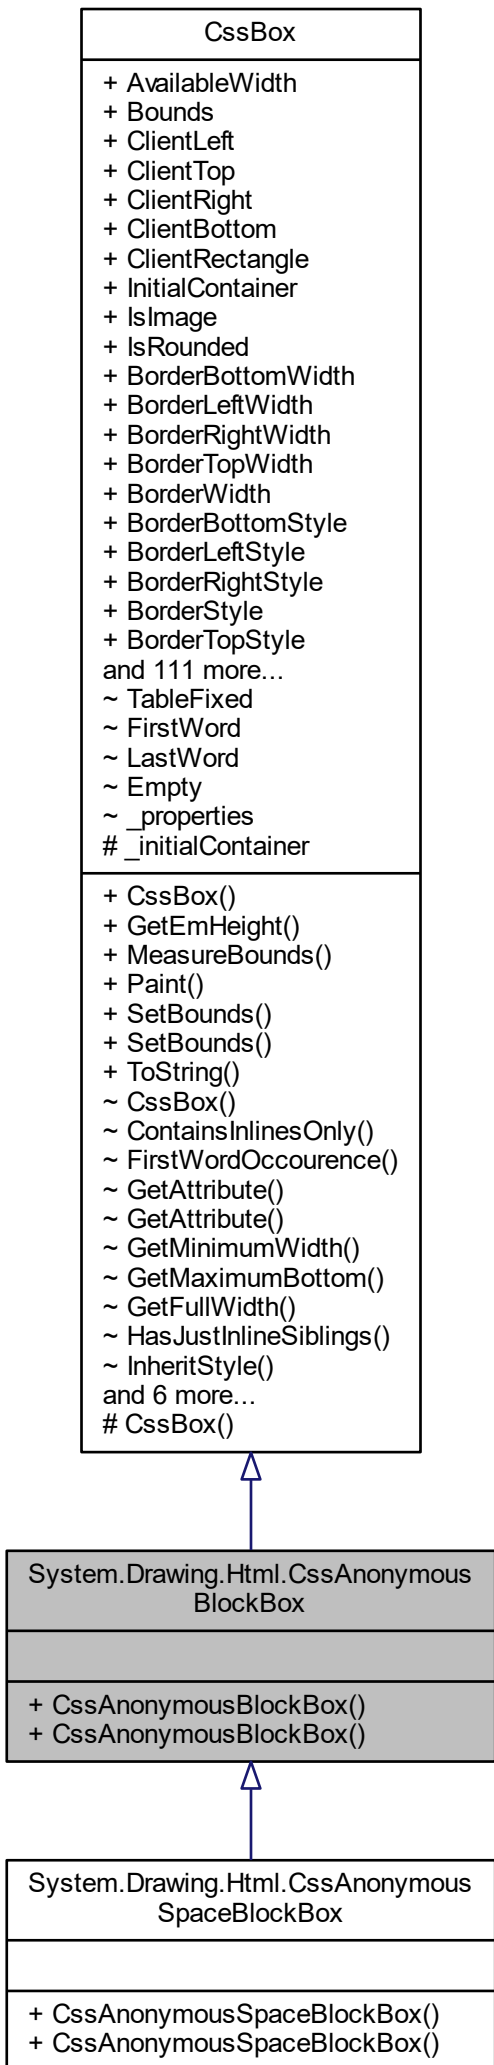 CssBox
+ AvailableWidth
+ Bounds
+ ClientLeft
+ ClientTop
+ ClientRight
+ ClientBottom
+ ClientRectangle
+ InitialContainer
+ IsImage
+ IsRounded
+ BorderBottomWidth
+ BorderLeftWidth
+ BorderRightWidth
+ BorderTopWidth
+ BorderWidth
+ BorderBottomStyle
+ BorderLeftStyle
+ BorderRightStyle
+ BorderStyle
+ BorderTopStyle
and 111 more...
~ TableFixed
~ FirstWord
~ LastWord
~ Empty
~ _properties
# _initialContainer
+ CssBox()
+ GetEmHeight()
+ MeasureBounds()
+ Paint()
+ SetBounds()
+ SetBounds()
+ ToString()
~ CssBox()
~ ContainsInlinesOnly()
~ FirstWordOccourence()
~ GetAttribute()
~ GetAttribute()
~ GetMinimumWidth()
~ GetMaximumBottom()
~ GetFullWidth()
~ HasJustInlineSiblings()
~ InheritStyle()
and 6 more...
# CssBox()
System.Drawing.Html.CssAnonymous
BlockBox
+ CssAnonymousBlockBox()
+ CssAnonymousBlockBox()
System.Drawing.Html.CssAnonymous
SpaceBlockBox
+ CssAnonymousSpaceBlockBox()
+ CssAnonymousSpaceBlockBox()